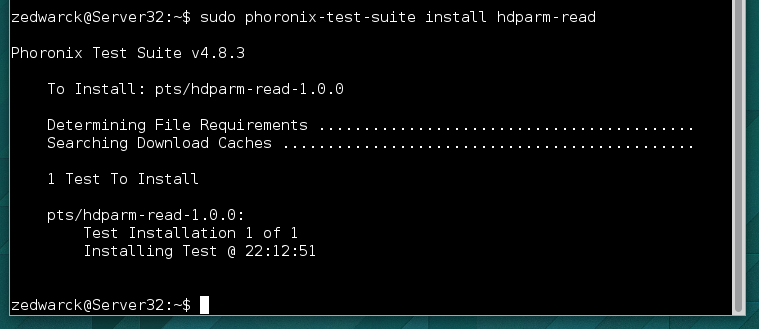 zedwarck@Server32:~$ sudo phoronix-test-suite install hdparm-read
Phoronix Test Suite v4.8.3
To Install: pts/hdparm-read-1.0.0
Determining File Requirements ..........................................
Searching Download Caches ..............................................
1 Test To Install
pts/hdparm-read-1.0.0:
Test Installation 1 of 1
Installing Test @ 22:12:51
zedwarck@Server32:~$